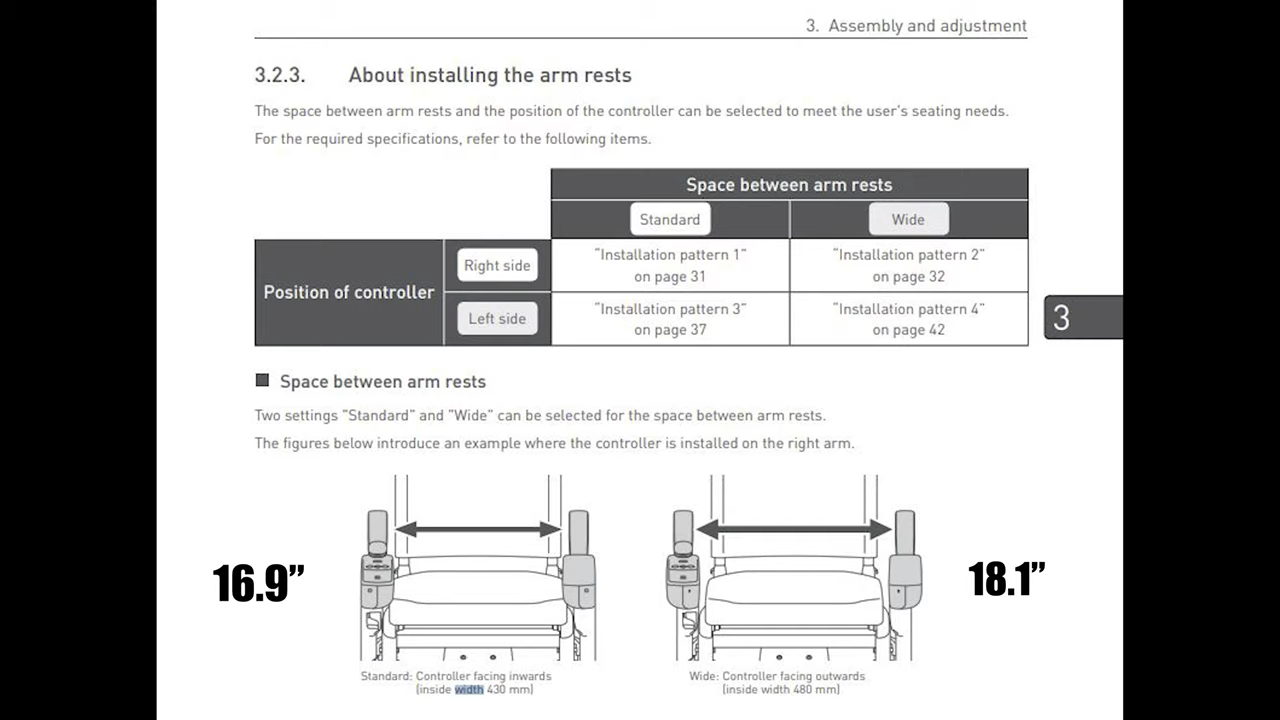 3. Assembly and adjustment
3.2.3. About installing the arm rests
The space between arm rests and the position of the controller can be selected to meet the user's seating needs.
For the required specifications, refer to the following items.
Space between arm rests
Standard Wide
Position of controller
Right side
"Installation pattern 1"
on page 31
"Installation pattern 2"
on page 32
Left side
"Installation pattern 3"
on page 37
"Installation pattern 4"
on page 42
3
Space between arm rests
Two settings "Standard" and "Wide" can be selected for the space between arm rests.
The figures below introduce an example where the controller is installed on the right arm.
16.9”
18.1”
Standard: Controller facing inwards
(inside width 430 mm)
Wide: Controller facing outwards
(inside width 480 mm)